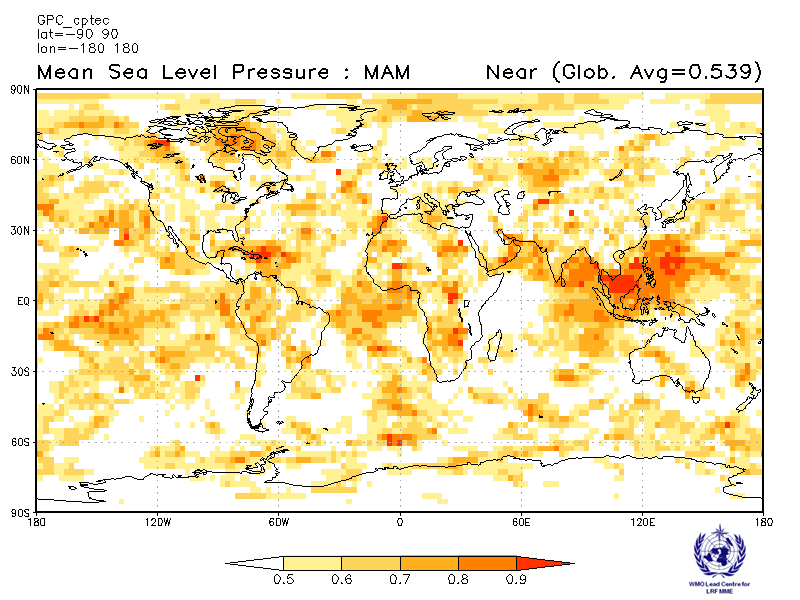 GPC_cptec
lat=-90 90
lon=-180 180
Mean Sea Level Pressure : MAM Near (Glob. Avg=0.539)
90N
60N
30N
EQ
30S
60S
90S
180 120W 60W 0 60E 120E 180
0.5 0.6 0.7 0.8 0.9
WMO Lead Centre for
LRF MME